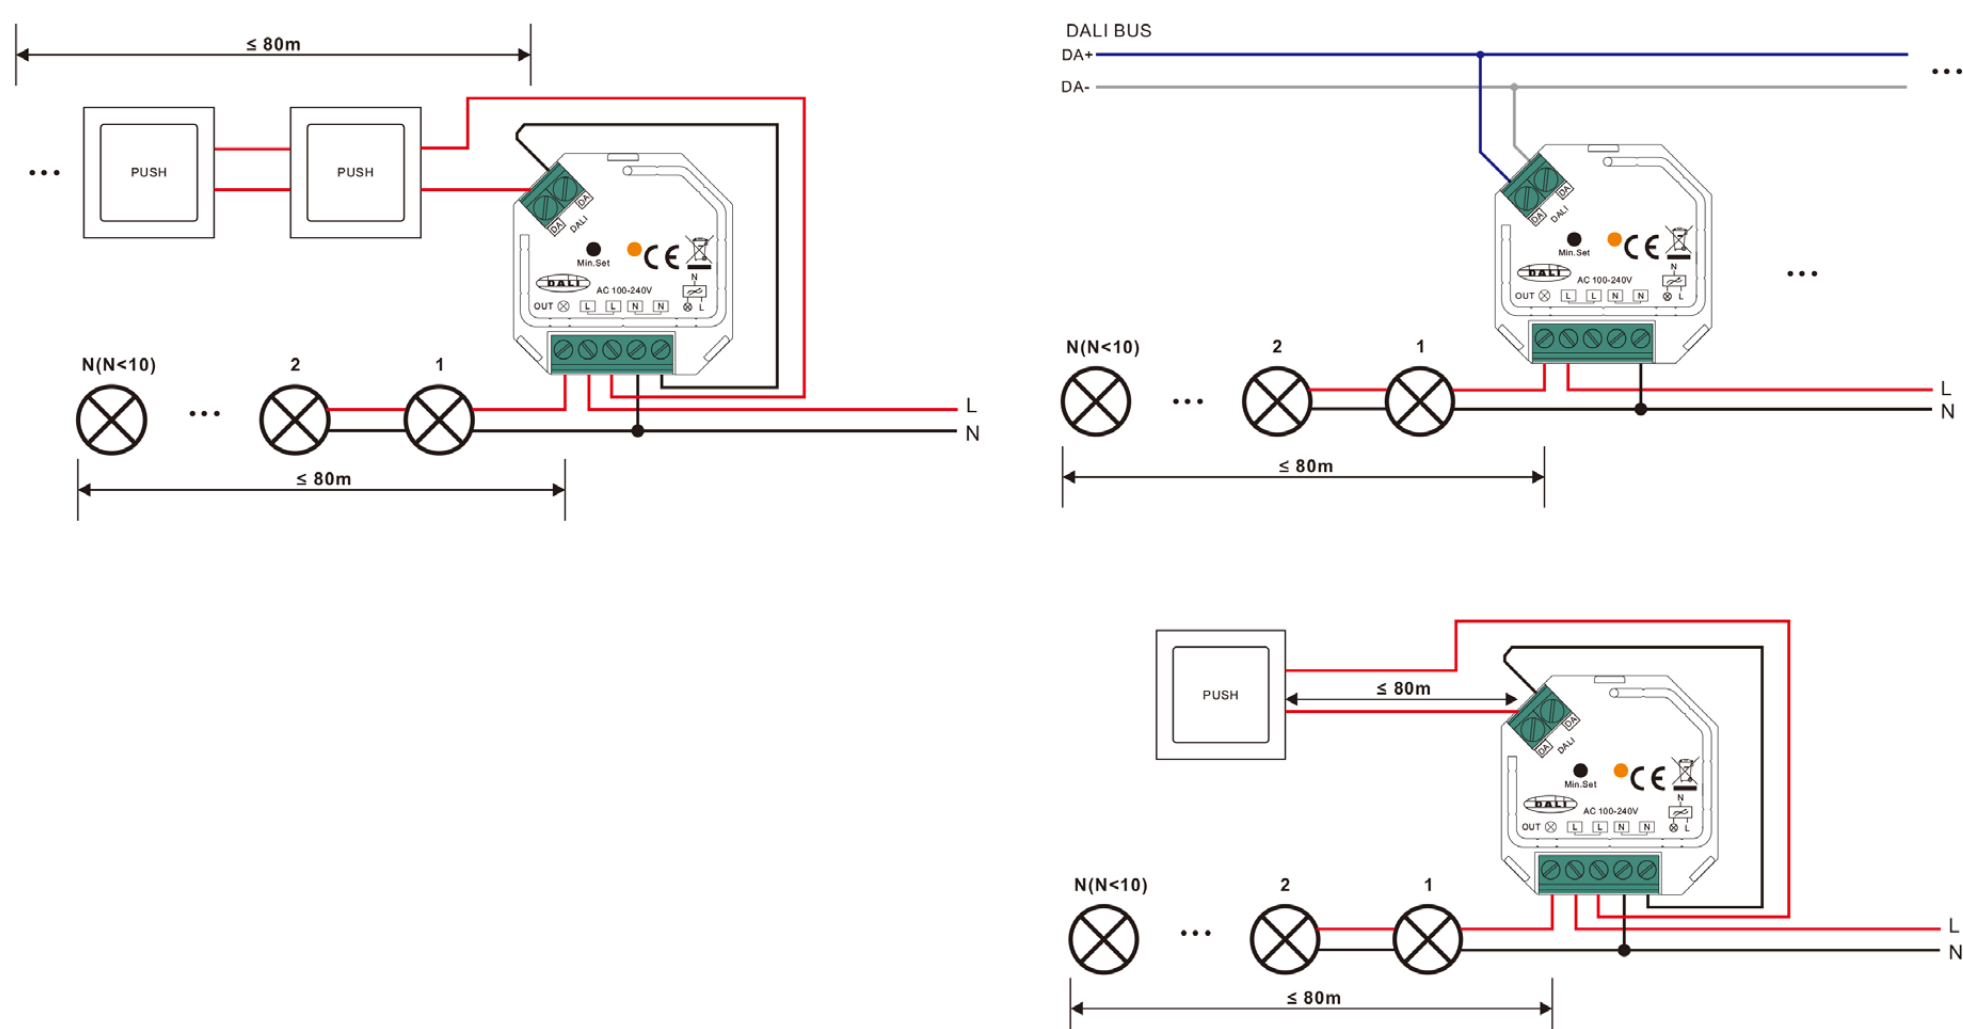 ≤ 80m
PUSH
PUSH
DA
DA
DALI
Min.Set
CE
DALI
AC 100-240V
N
OUT L L N N L
N(N<10) 2 1
L
N
≤ 80m
DALI BUS
DA+
DA-
DA
DA
DALI
Min.Set
CE
DALI
AC 100-240V
N
OUT L L N N L
N(N<10) 2 1
L
N
≤ 80m
PUSH
≤ 80m
DA
DA
DALI
Min.Set
CE
DALI
AC 100-240V
N
OUT L L N N L
N(N<10) 2 1
L
N
≤ 80m